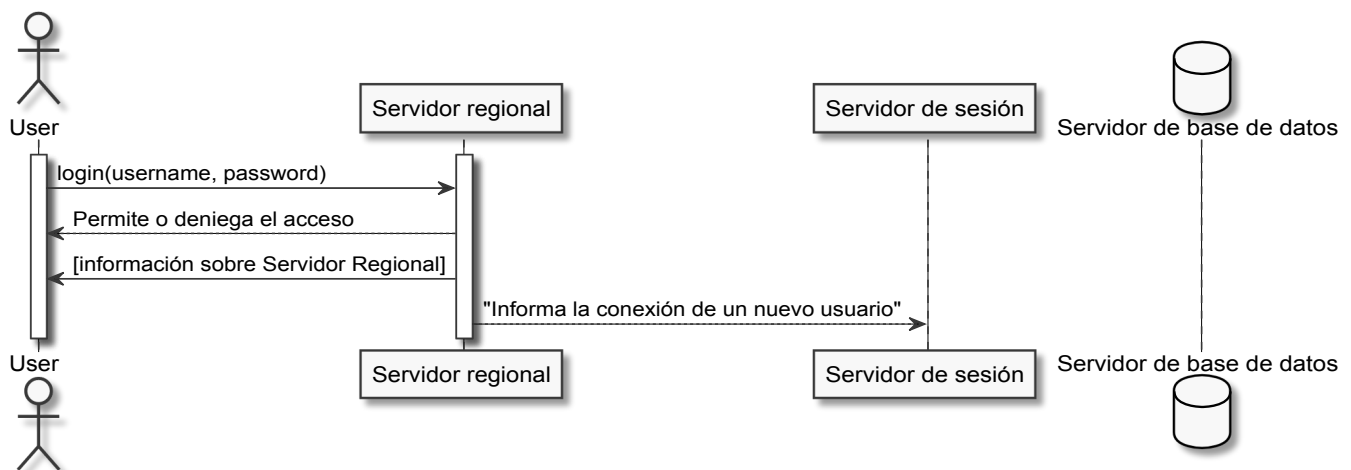 User
Servidor regional
Servidor de sesión
Servidor de base de datos
login(username, password)
Permite o deniega el acceso
[información sobre Servidor Regional]
"Informa la conexión de un nuevo usuario"
User
Servidor regional
Servidor de sesión
Servidor de base de datos